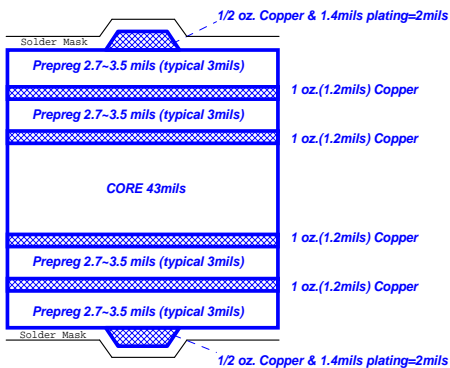 1/2 oz. Copper & 1.4mils plating=2mils
Solder Mask
Prepreg 2.7~3.5 mils (typical 3mils)
1 oz.(1.2mils) Copper
Prepreg 2.7~3.5 mils (typical 3mils)
1 oz.(1.2mils) Copper
CORE 43mils
1 oz.(1.2mils) Copper
Prepreg 2.7~3.5 mils (typical 3mils)
1 oz.(1.2mils) Copper
Prepreg 2.7~3.5 mils (typical 3mils)
Solder Mask
1/2 oz. Copper & 1.4mils plating=2mils